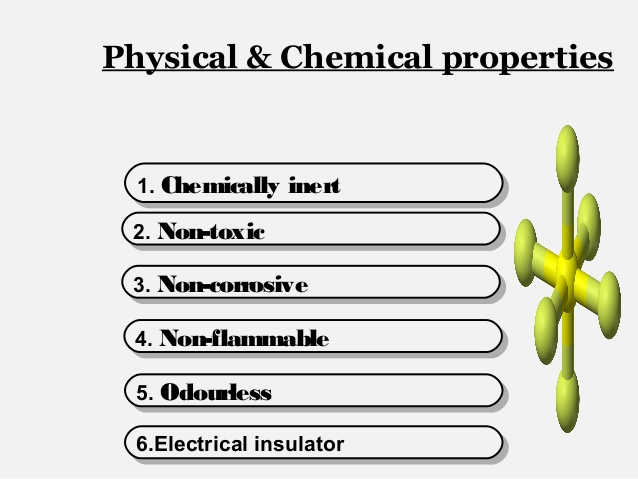 Physical & Chemical properties
1. Chemically inert
2. Non-toxic
3. Non-corrosive
4. Non-flammable
5. Odourless
6.Electrical insulator